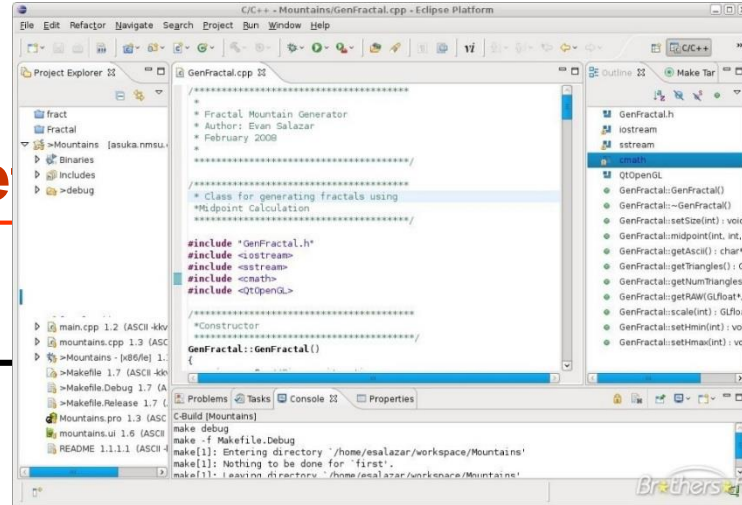 C/C++ - Mountains/GenFractal.cpp - Eclipse Platform
File Edit Refactor Navigate Search Project Run Window Help
C/C++
Project Explorer
fract
Fractal
>Mountains [asuka.nmsu.
Binaries
Includes
>debug
main.cpp 1.2 (ASCII -kkv
mountains.cpp 1.3 (ASC
>Mountains - [x86/le] 1.
>Makefile 1.7 (ASCII -kkv
>Makefile.Debug 1.7 (A
>Makefile.Release 1.7 (
Mountains.pro 1.3 (ASC
mountains.ui 1.6 (ASCII
README 1.1.1.1 (ASCII -
GenFractal.cpp
* Fractal Mountain Generator
* Author: Evan Salazar
* February 2008
*
* Class for generating fractals using
*Midpoint Calculation
#include "GenFractal.h"
#include <iostream>
#include <sstream>
#include <cmath>
#include <QtOpenGL>
*Constructor
GenFractal::GenFractal()
{
Outline Make Tar
GenFractal.h
iostream
sstream
cmath
QtOpenGL
GenFractal::GenFractal()
GenFractal::~GenFractal()
GenFractal::setSize(int) : void
GenFractal::midpoint(int, int,
GenFractal::getAscii() : char*
GenFractal::getTriangles() : G
GenFractal::getNumTriangles
GenFractal::getRAW(GLfloat*,
GenFractal::scale(int) : GLflo
GenFractal::setHmin(int) : vo
GenFractal::setHmax(int) : vo
Problems Tasks Console Properties
C-Build [Mountains]
make debug
make -f Makefile.Debug
make[1]: Entering directory `/home/esalazar/workspace/Mountains'
make[1]: Nothing to be done for `first'.
make[1]: Leaving directory `/home/esalazar/workspace/Mountains'